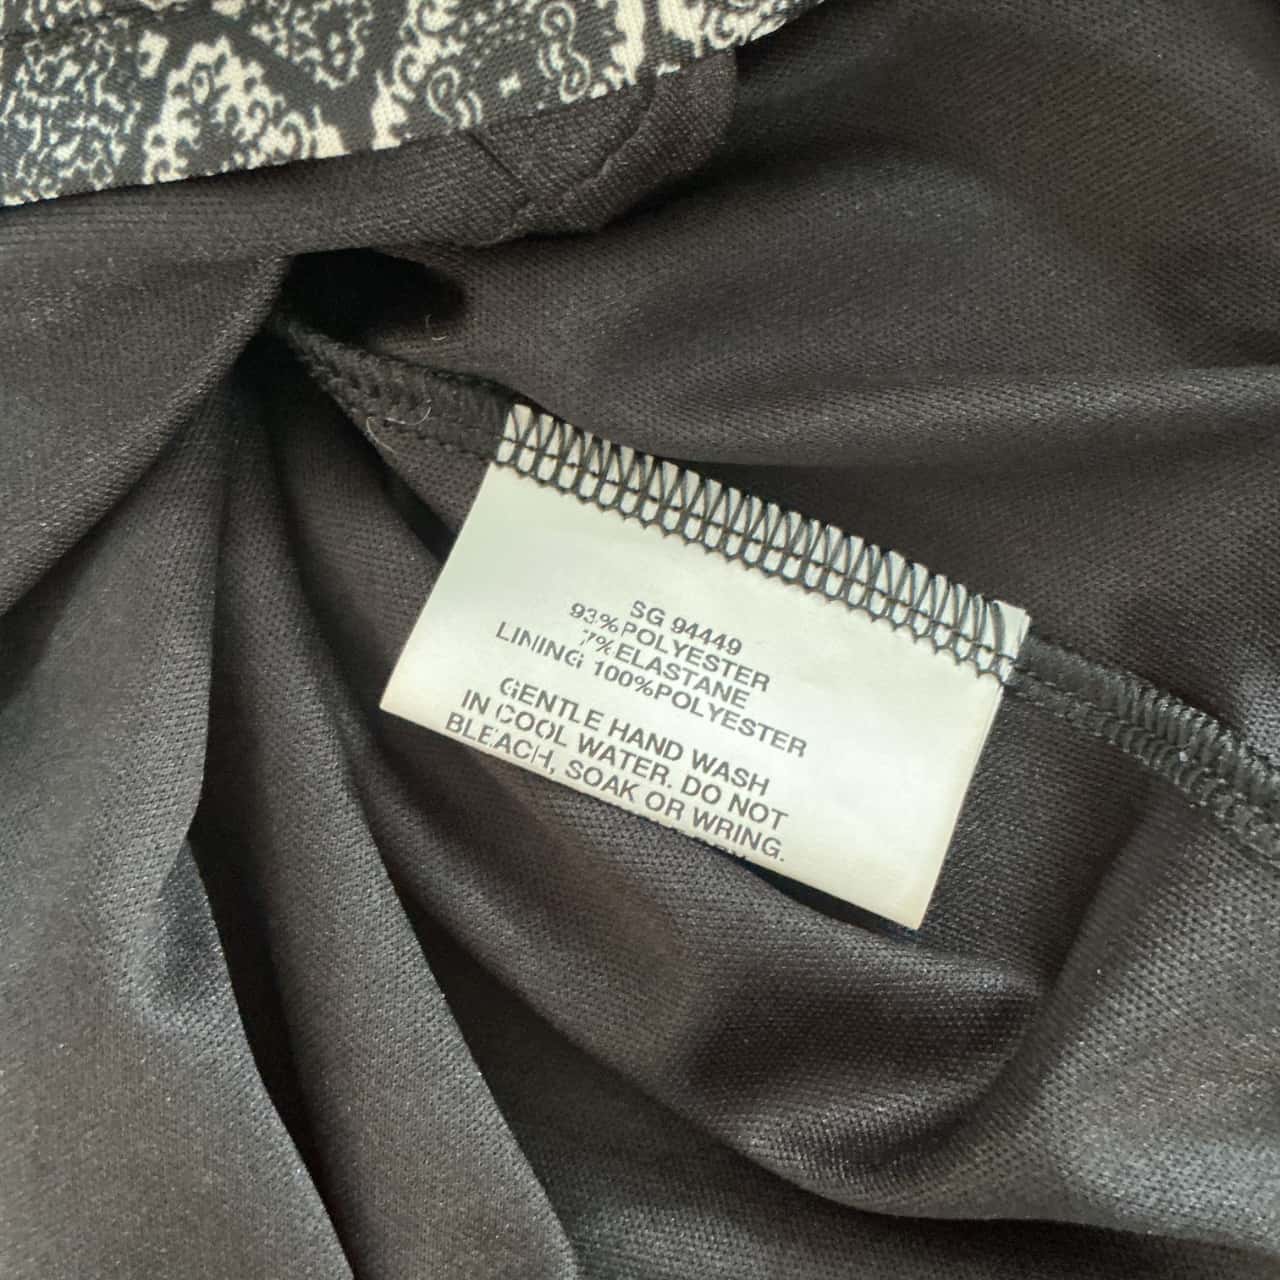 SG 94449
93%POLYESTER
7%ELASTANE
LINING 100%POLYESTER
GENTLE HAND WASH
IN COOL WATER. DO NOT
BLEACH, SOAK OR WRING.